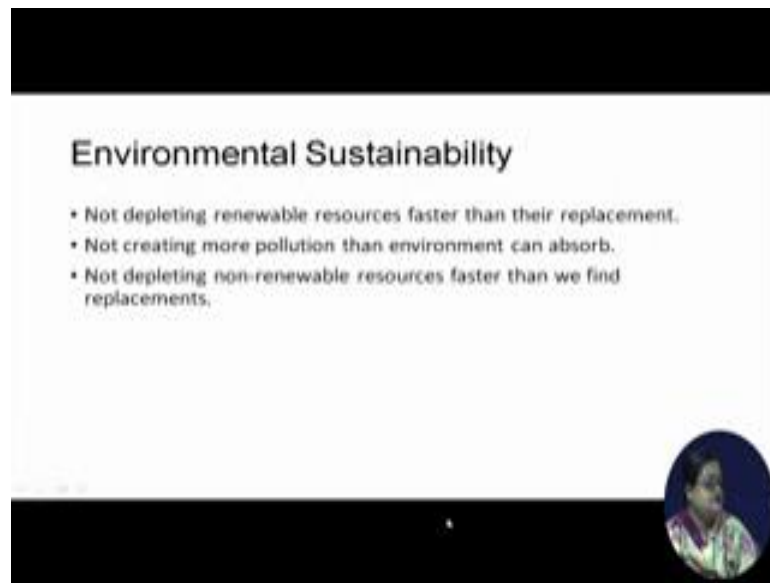 Environmental Sustainability
• Not depleting renewable resources faster than their replacement.
• Not creating more pollution than environment can absorb.
• Not depleting non-renewable resources faster than we find
replacements.